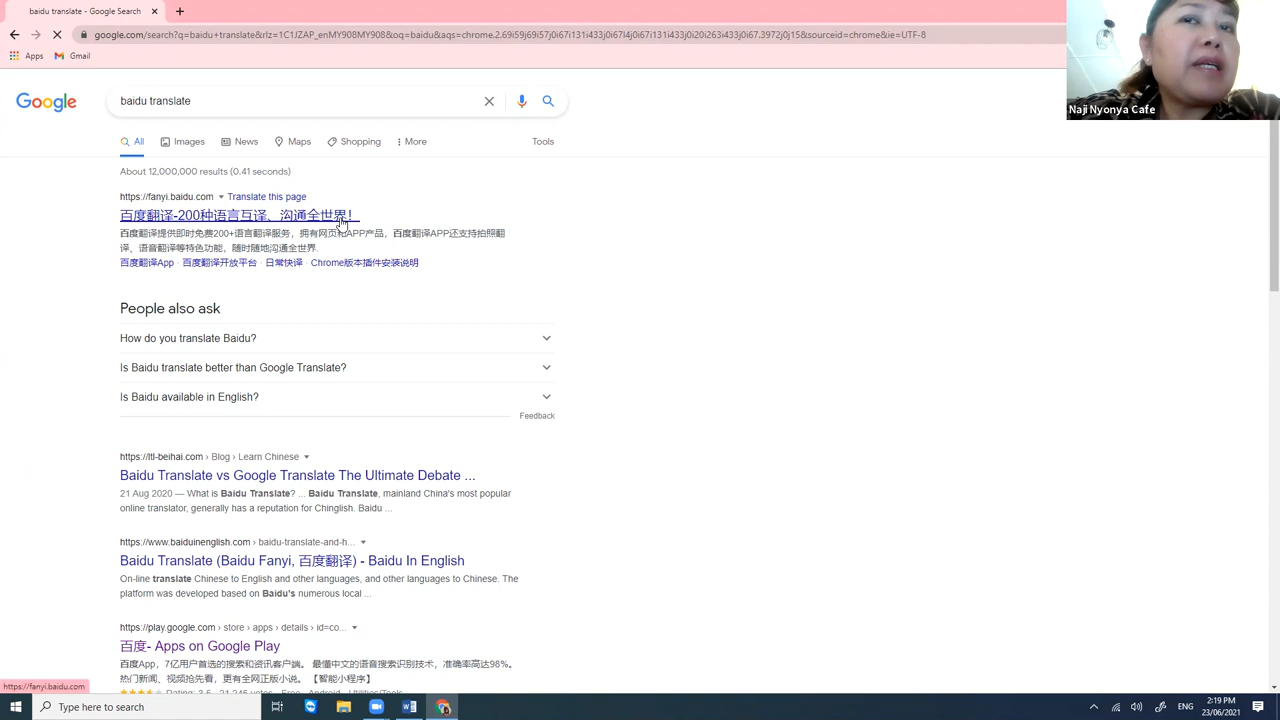 baidu translate - Google Search
google.com/search?q=baidu+translate&rlz=1C1JZAP_enMY908MY908&oq=baidu&aqs=chrome.2.69i59j69i57j0i67i131i433j0i67l4j0i67i131i433j0i20i263i433j0i67.3972j0j15&sourceid=chrome&ie=UTF-8
Apps Gmail
Naji Nyonya Cafe
Google baidu translate
All Images News Maps Shopping More Tools
About 12,000,000 results (0.41 seconds)
https://fanyi.baidu.com Translate this page
百度翻译-200种语言互译、沟通全世界!
百度翻译提供即时免费200+语言翻译服务，拥有网页和APP产品，百度翻译APP还支持拍照翻
译、语音翻译等特色功能，随时随地沟通全世界.
百度翻译App · 百度翻译开放平台 · 日常快译 · Chrome版本插件安装说明
People also ask
How do you translate Baidu?
Is Baidu translate better than Google Translate?
Is Baidu available in English?
Feedback
https://ltl-beihai.com › Blog › Learn Chinese
Baidu Translate vs Google Translate The Ultimate Debate ...
21 Aug 2020 — What is Baidu Translate? ... Baidu Translate, mainland China's most popular
online translator, generally has a reputation for Chinglish. Baidu ...
https://www.baiduinenglish.com › baidu-translate-and-h...
Baidu Translate (Baidu Fanyi, 百度翻译) - Baidu In English
On-line translate Chinese to English and other languages, and other languages to Chinese. The
platform was developed based on Baidu's numerous local ...
https://play.google.com › store › apps › details › id=co...
百度- Apps on Google Play
百度App，7亿用户首选的搜索和资讯客户端。 最懂中文的语音搜索识别技术，准确率高达98%。
热门新闻、视频抢先看，更有全网正版小说。 【智能小程序】
Rating: 3.5 · 21,245 votes · Free · Android · Utilities/Tools
https://fanyi.baidu.com
Type here to search
ENG
2:19 PM
23/06/2021